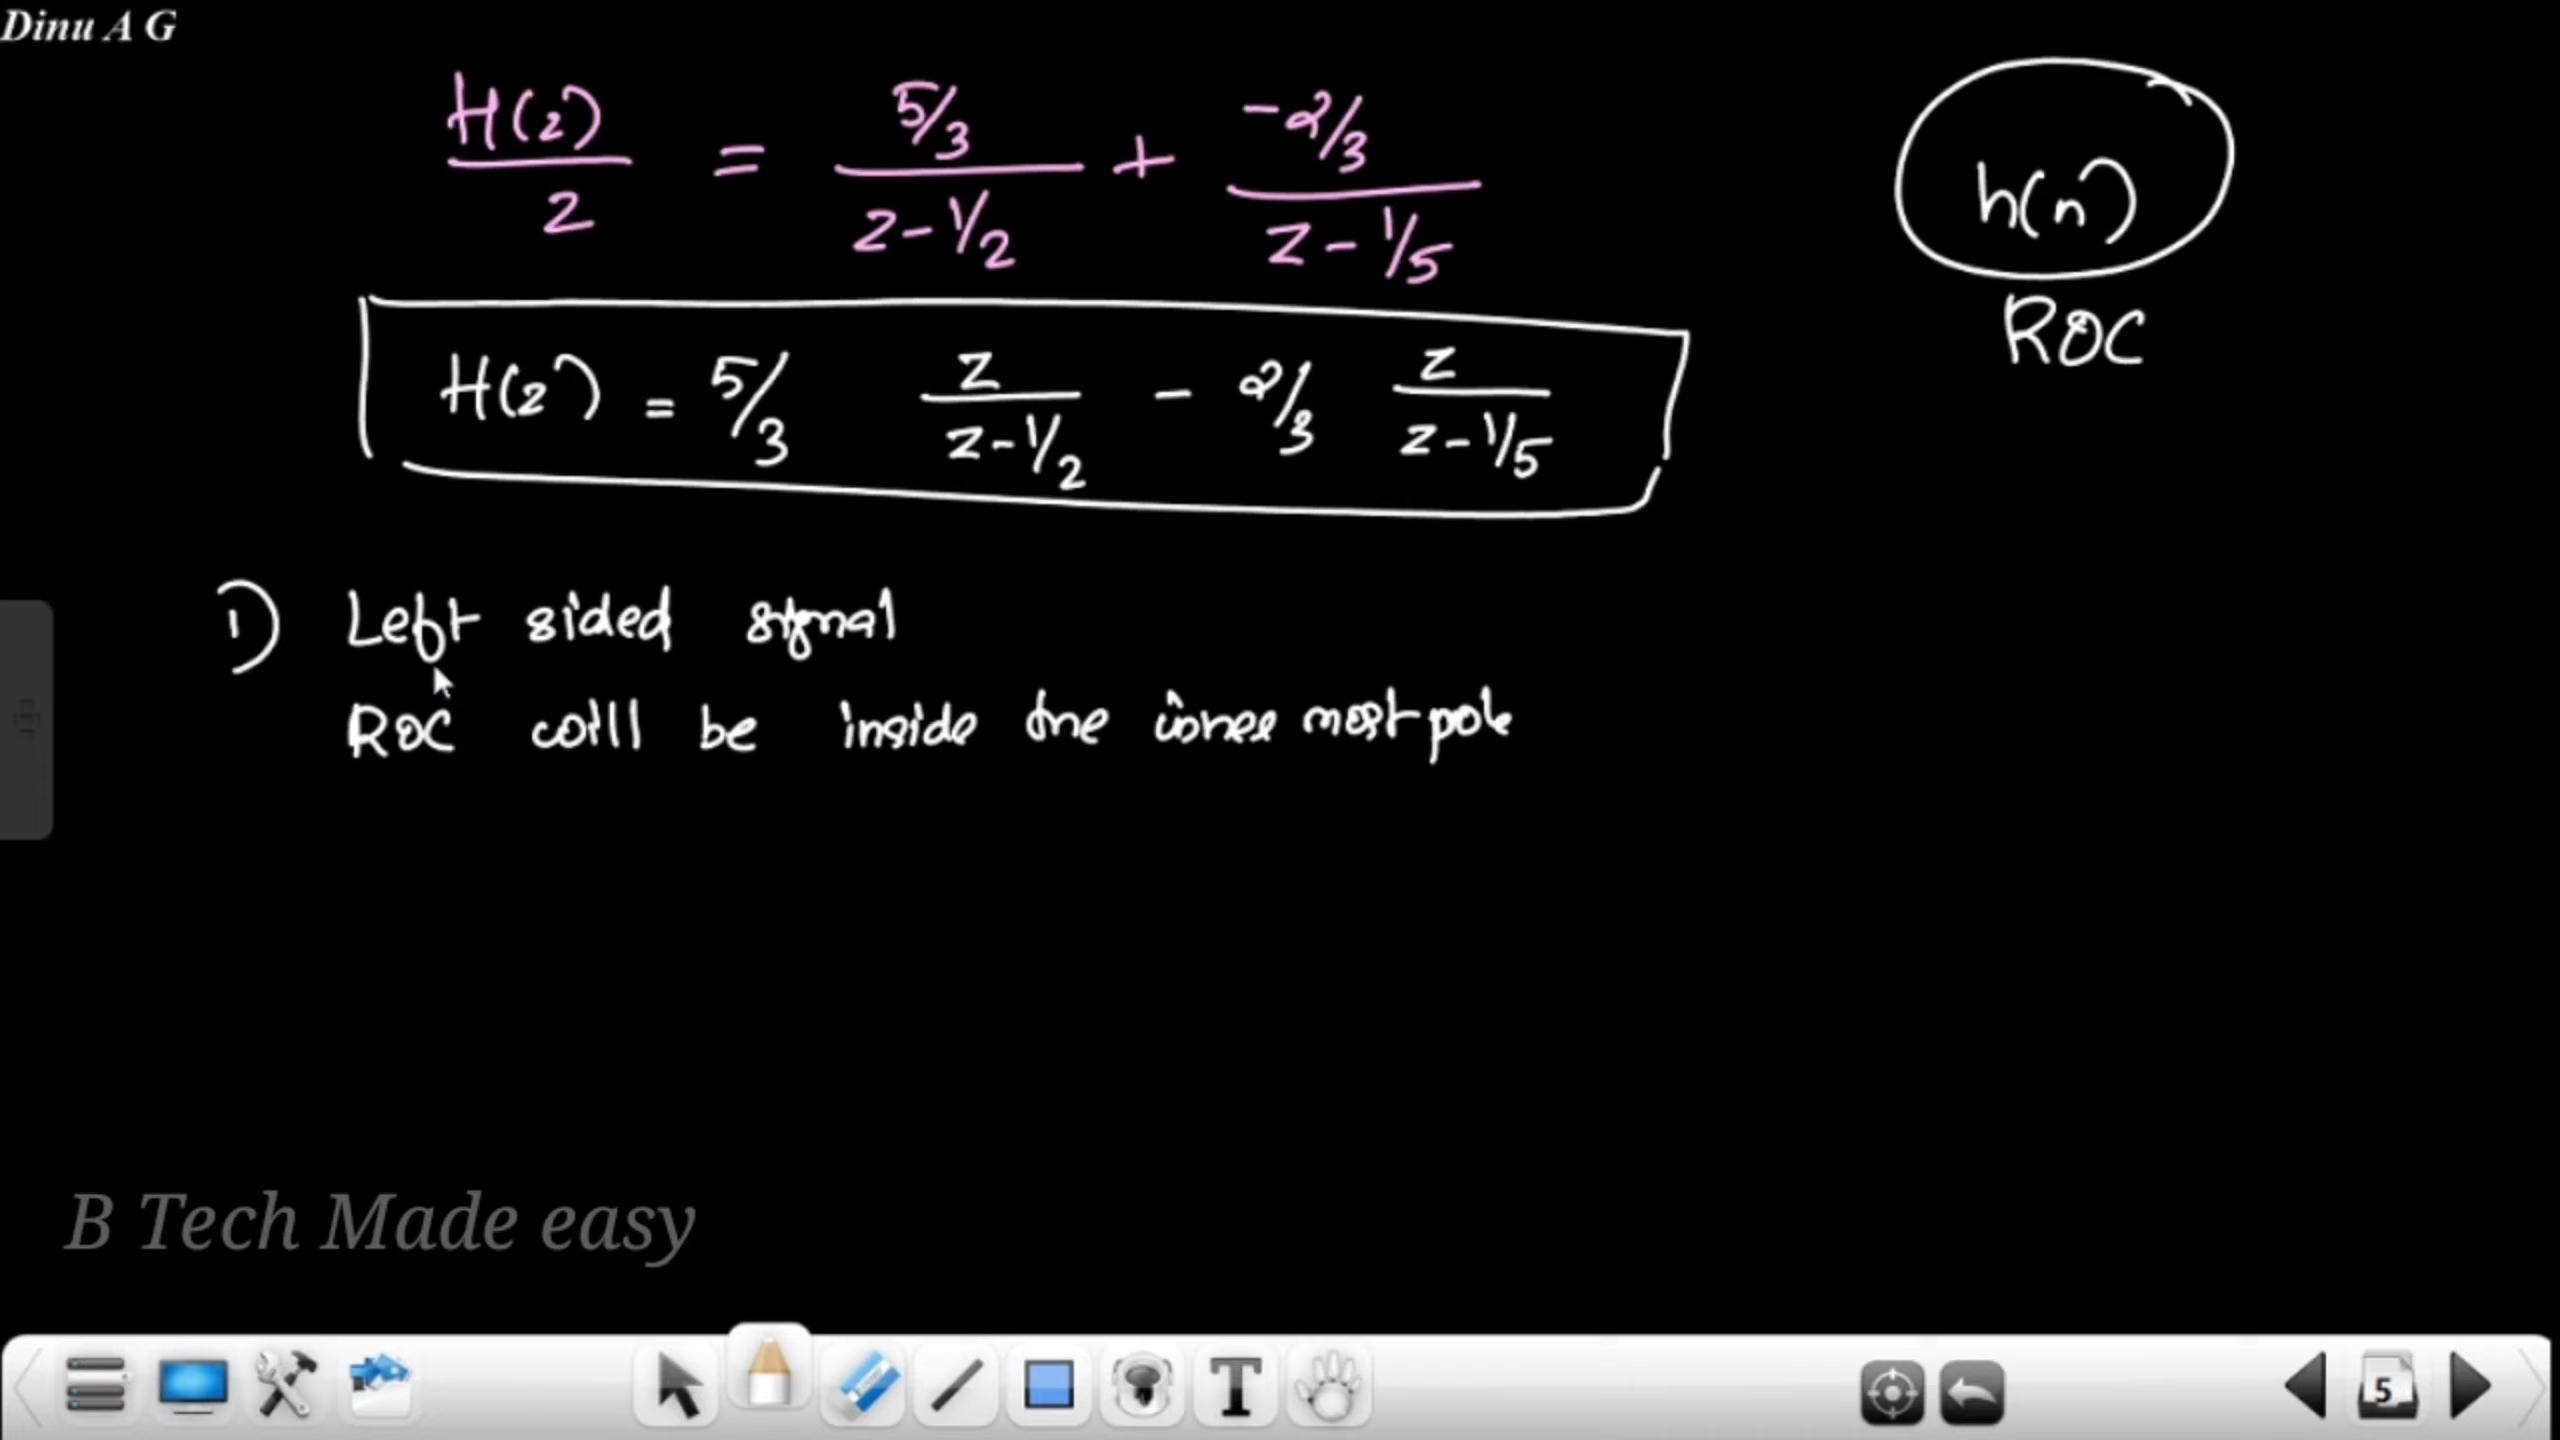 Dinu A G
H(z)/z = 5/3/(z-1/2) + -2/3/(z-1/5)
h(n)
ROC
H(z) = 5/3 z/(z-1/2) - 2/3 z/(z-1/5)
1) Left sided signal
ROC will be inside the inner most pole
B Tech Made easy
T
5